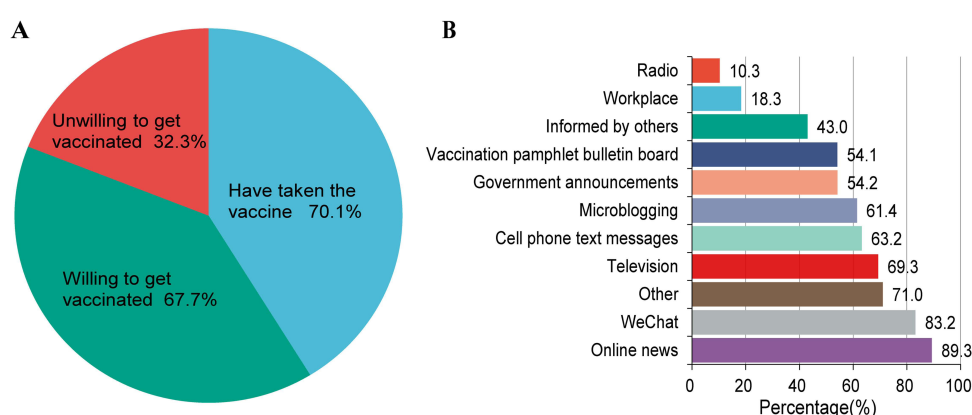 A
Unwilling to get
vaccinated 32.3%
Have taken the
vaccine 70.1%
Willing to get
vaccinated 67.7%
B
Radio 10.3
Workplace 18.3
Informed by others 43.0
Vaccination pamphlet bulletin board 54.1
Government announcements 54.2
Microblogging 61.4
Cell phone text messages 63.2
Television 69.3
Other 71.0
WeChat 83.2
Online news 89.3
0 20 40 60 80 100
Percentage(%)